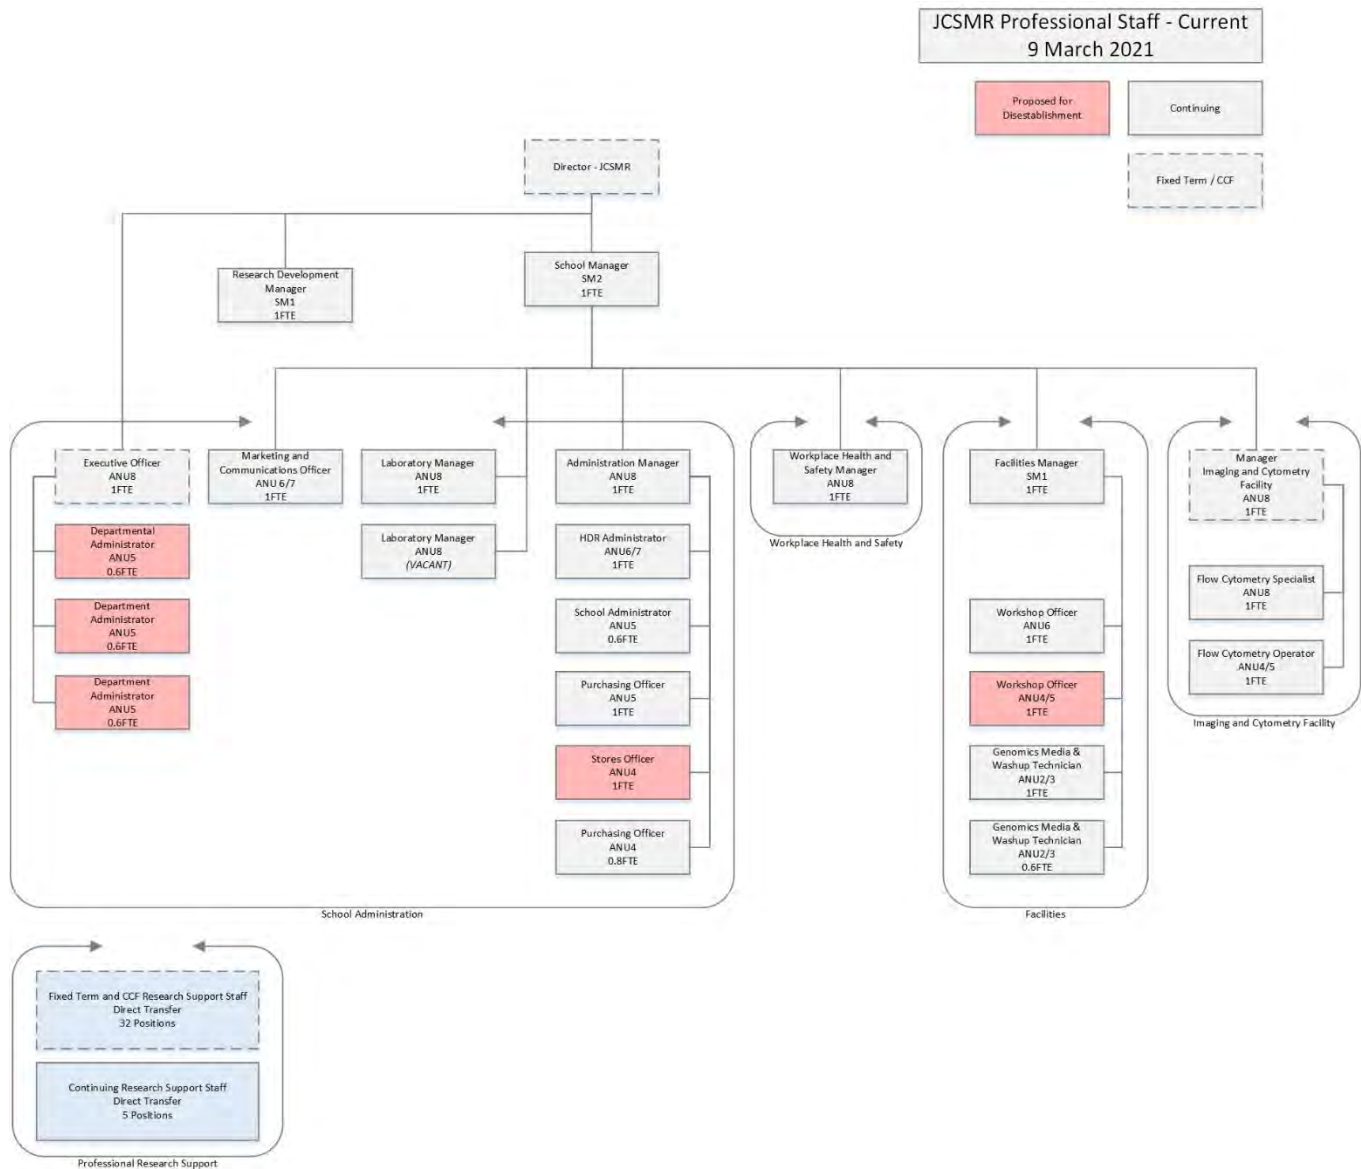 JCSMR Professional Staff - Current
9 March 2021
Proposed for
Disestablishment
Continuing
Fixed Term / CCF
Director - JCSMR
Research Development
Manager
SM1
1FTE
School Manager
SM2
1FTE
Executive Officer
ANU8
1FTE
Departmental
Administrator
ANU5
0.6FTE
Department
Administrator
ANU5
0.6FTE
Department
Administrator
ANU5
0.6FTE
Marketing and
Communications Officer
ANU 6/7
1FTE
Laboratory Manager
ANU8
1FTE
Laboratory Manager
ANU8
(VACANT)
Administration Manager
ANU8
1FTE
HDR Administrator
ANU6/7
1FTE
School Administrator
ANU5
0.6FTE
Purchasing Officer
ANU5
1FTE
Stores Officer
ANU4
1FTE
Purchasing Officer
ANU4
0.8FTE
School Administration
Workplace Health and
Safety Manager
ANU8
1FTE
Workplace Health and Safety
Facilities Manager
SM1
1FTE
Workshop Officer
ANU6
1FTE
Workshop Officer
ANU4/5
1FTE
Genomics Media &
Washup Technician
ANU2/3
1FTE
Genomics Media &
Washup Technician
ANU2/3
0.6FTE
Facilities
Manager
Imaging and Cytometry
Facility
ANU8
1FTE
Flow Cytometry Specialist
ANU8
1FTE
Flow Cytometry Operator
ANU4/5
1FTE
Imaging and Cytometry Facility
Fixed Term and CCF Research Support Staff
Direct Transfer
32 Positions
Continuing Research Support Staff
Direct Transfer
5 Positions
Professional Research Support